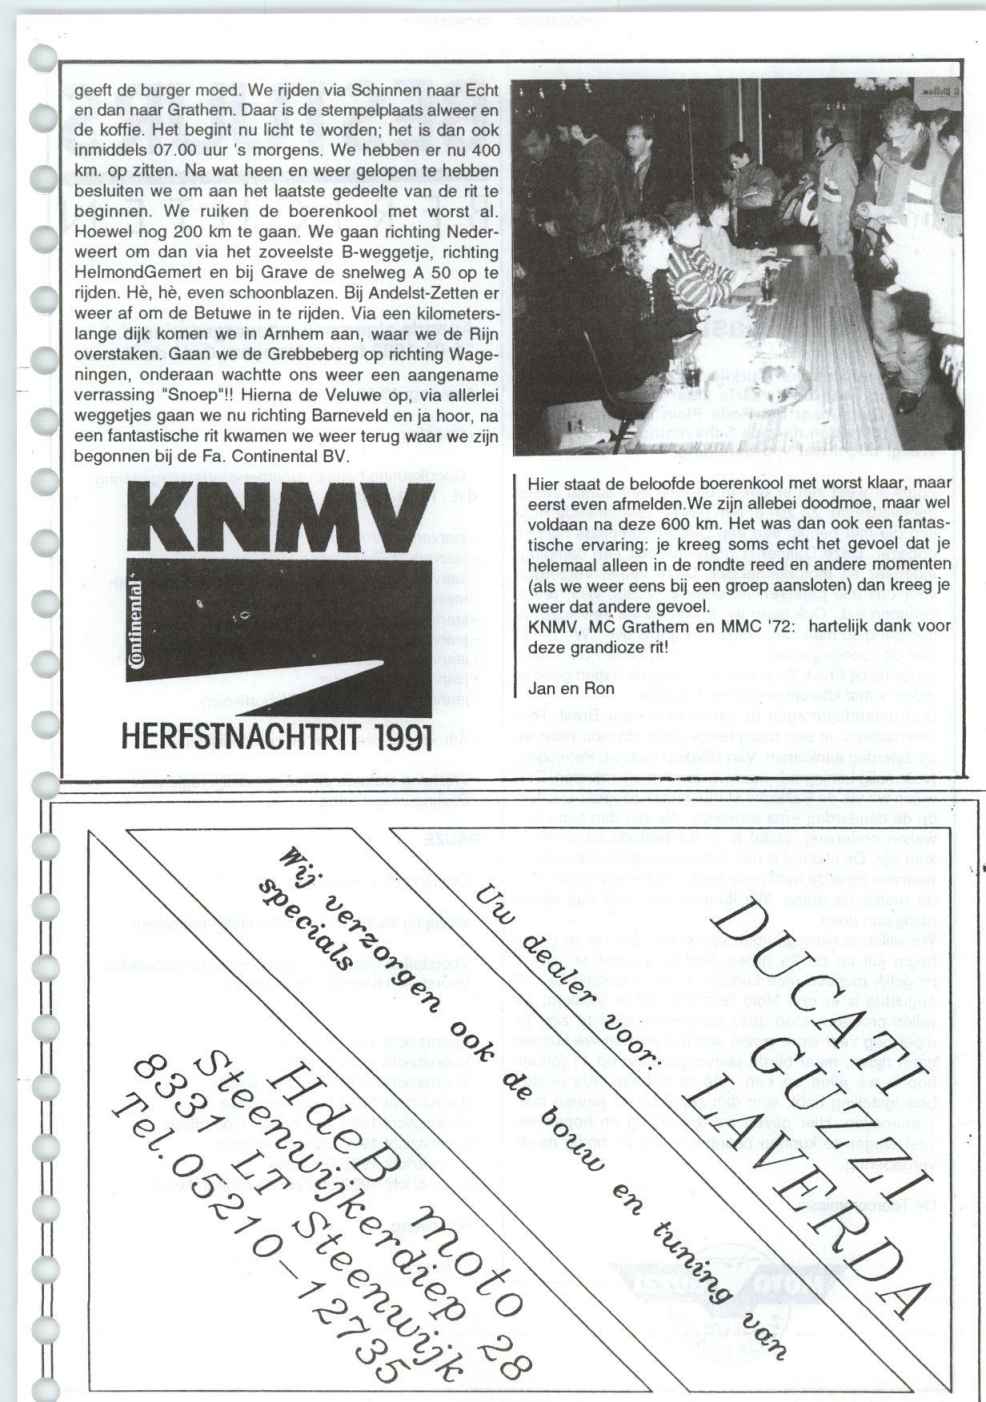 geeft de burger moed. We rijden via Schinnen naar Echt
en dan naar Grathem. Daar is de stempelplaats alweer en
de koffie. Het begint nu licht te worden; het is dan ook
inmiddels 07.00 uur 's morgens. We hebben er nu 400
km. op zitten. Na wat heen en weer gelopen te hebben
besluiten we om aan het laatste gedeelte van de rit te
beginnen. We ruiken de boerenkool met worst al.
Hoewel nog 200 km te gaan. We gaan richting Neder-
weert om dan via het zoveelste B-weggetje, richting
HelmondGemert en bij Grave de snelweg A 50 op te
rijden. Hè, hè, even schoonblazen. Bij Andelst-Zetten er
weer af om de Betuwe in te rijden. Via een kilometers-
lange dijk komen we in Arnhem aan, waar we de Rijn
overstaken. Gaan we de Grebbeberg op richting Wage-
ningen, onderaan wachtte ons weer een aangename
verrassing "Snoep"!! Hierna de Veluwe op, via allerlei
weggetjes gaan we nu richting Barneveld en ja hoor, na
een fantastische rit kwamen we weer terug waar we zijn
begonnen bij de Fa. Continental BV.
KNMV
Continental
HERFSTNACHTRIT 1991
Hier staat de beloofde boerenkool met worst klaar, maar
eerst even afmelden.We zijn allebei doodmoe, maar wel
voldaan na deze 600 km. Het was dan ook een fantas-
tische ervaring: je kreeg soms echt het gevoel dat je
helemaal alleen in de rondte reed en andere momenten
(als we weer eens bij een groep aansloten) dan kreeg je
weer dat andere gevoel.
KNMV, MC Grathem en MMC '72: hartelijk dank voor
deze grandioze rit!
Jan en Ron
Uw dealer voor:
DUCATI
GUZZI
LAVERDA
Wij verzorgen ook de bouw en tuning van
specials
HdeB moto
Steenwijkerdiep 28
8331 LT Steenwijk
Tel.05210-12735